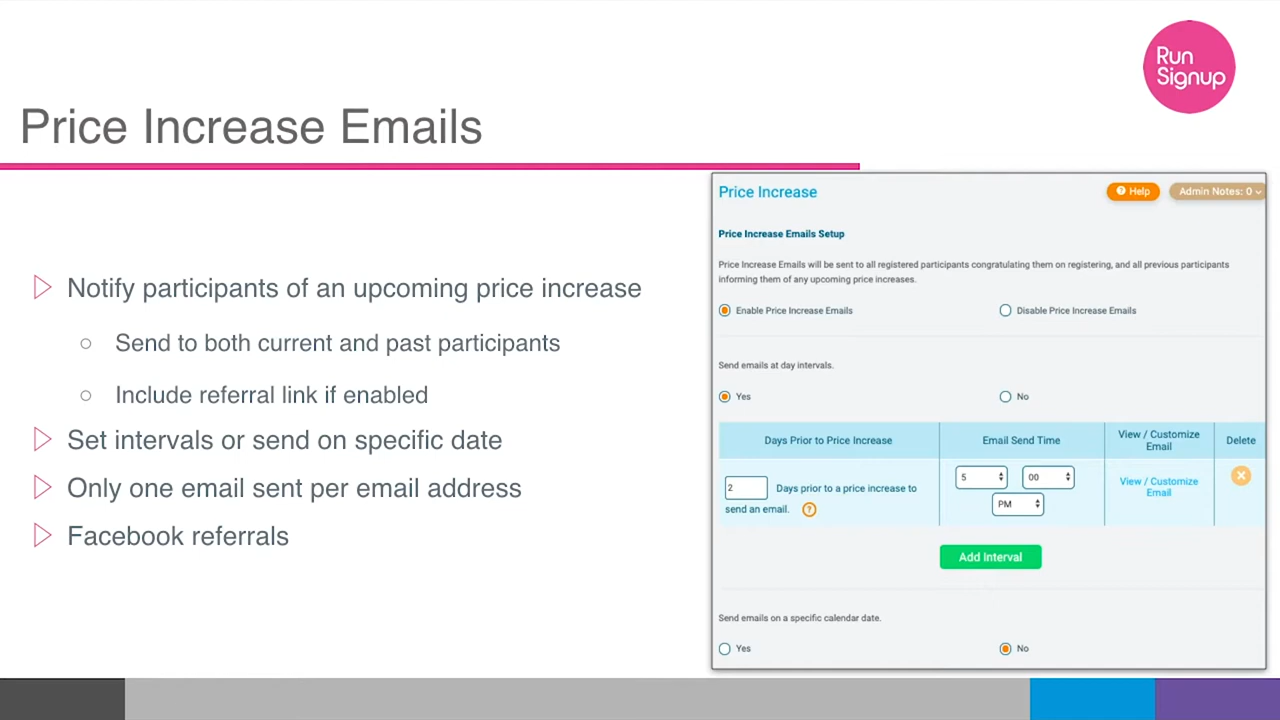 Run
Signup
Price Increase Emails
Notify participants of an upcoming price increase
Send to both current and past participants
Include referral link if enabled
Set intervals or send on specific date
Only one email sent per email address
Facebook referrals
Price Increase
? Help
Admin Notes: 0
Price Increase Emails Setup
Price Increase Emails will be sent to all registered participants congratulating them on registering, and all previous participants
informing them of any upcoming price increases.
Enable Price Increase Emails
Disable Price Increase Emails
Send emails at day intervals.
Yes
No
Days Prior to Price Increase
Email Send Time
View / Customize
Email
Delete
2
Days prior to a price increase to
send an email. ?
5
00
PM
View / Customize
Email
Add Interval
Send emails on a specific calendar date.
Yes
No